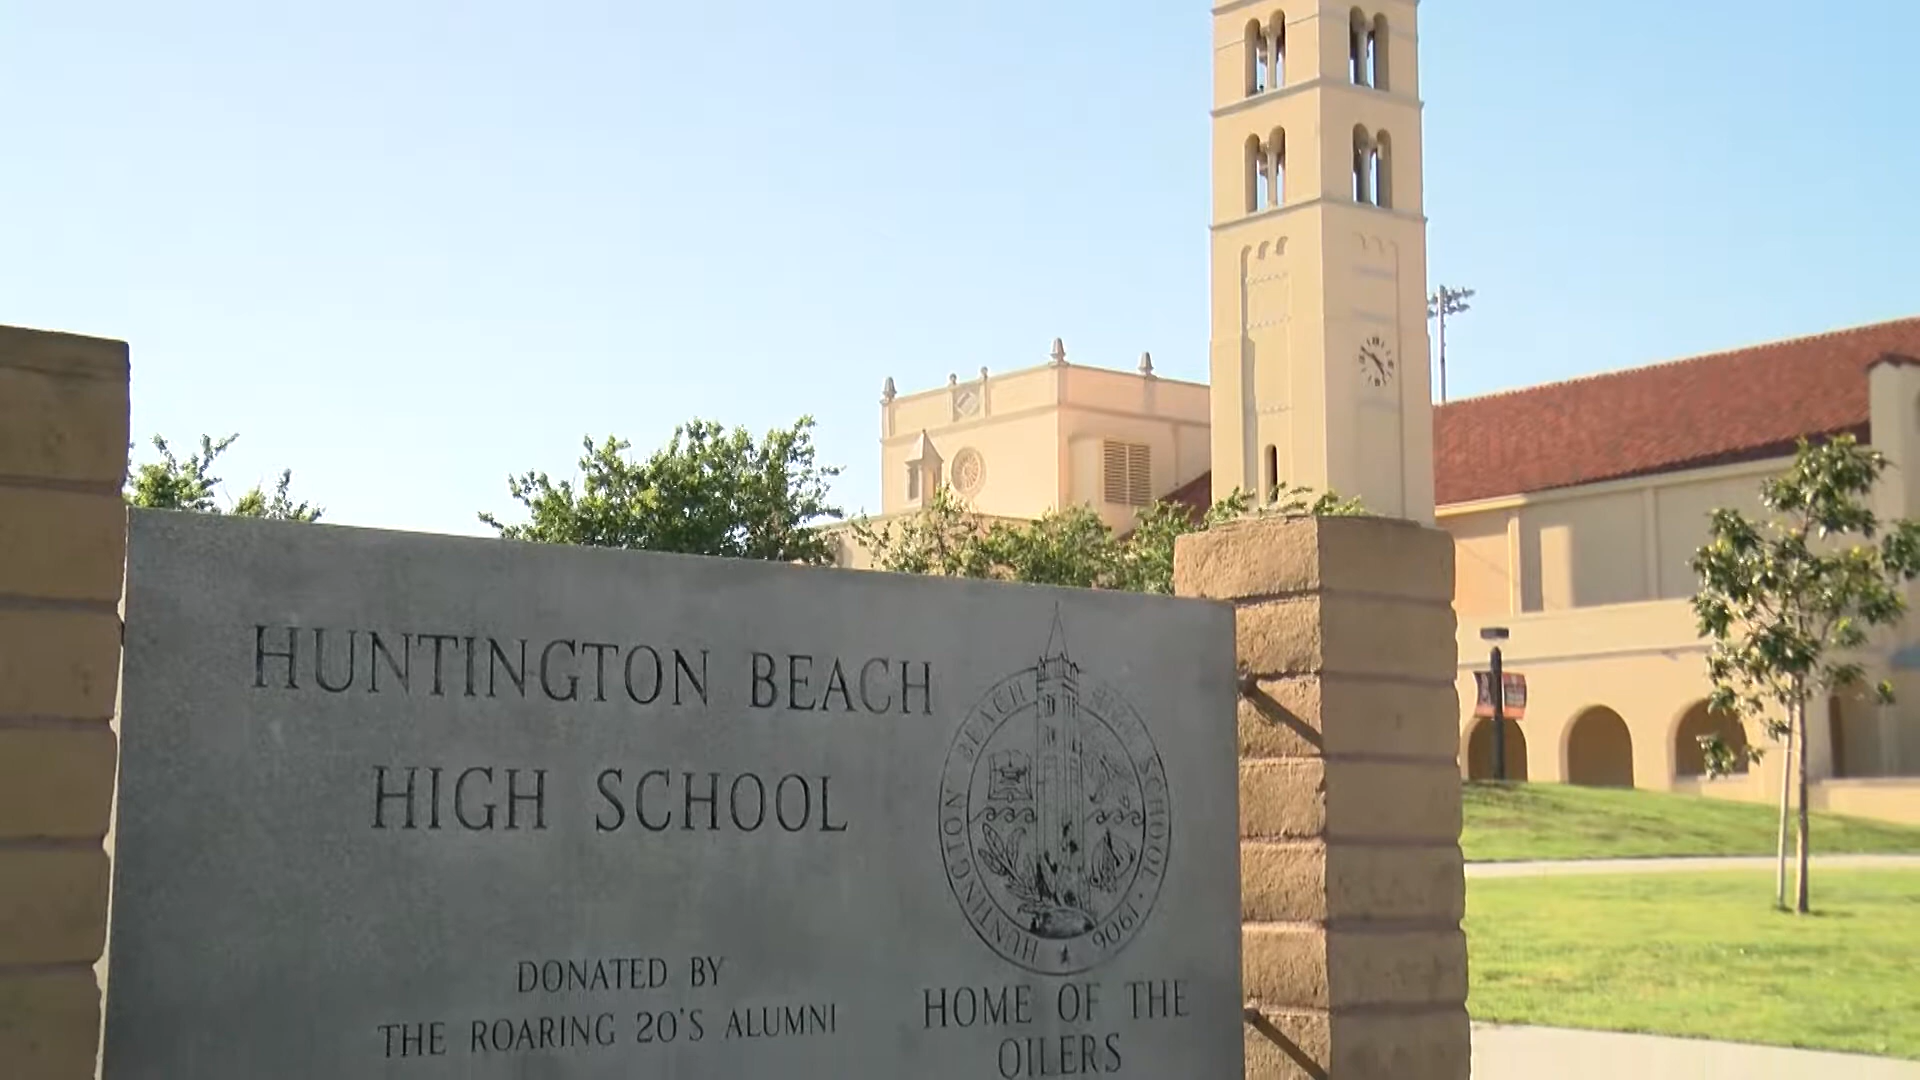 HUNTINGTON BEACH
HIGH SCHOOL
DONATED BY
THE ROARING 20'S ALUMNI
HUNTINGTON BEACH HIGH SCHOOL · 1906
HOME OF THE
OILERS